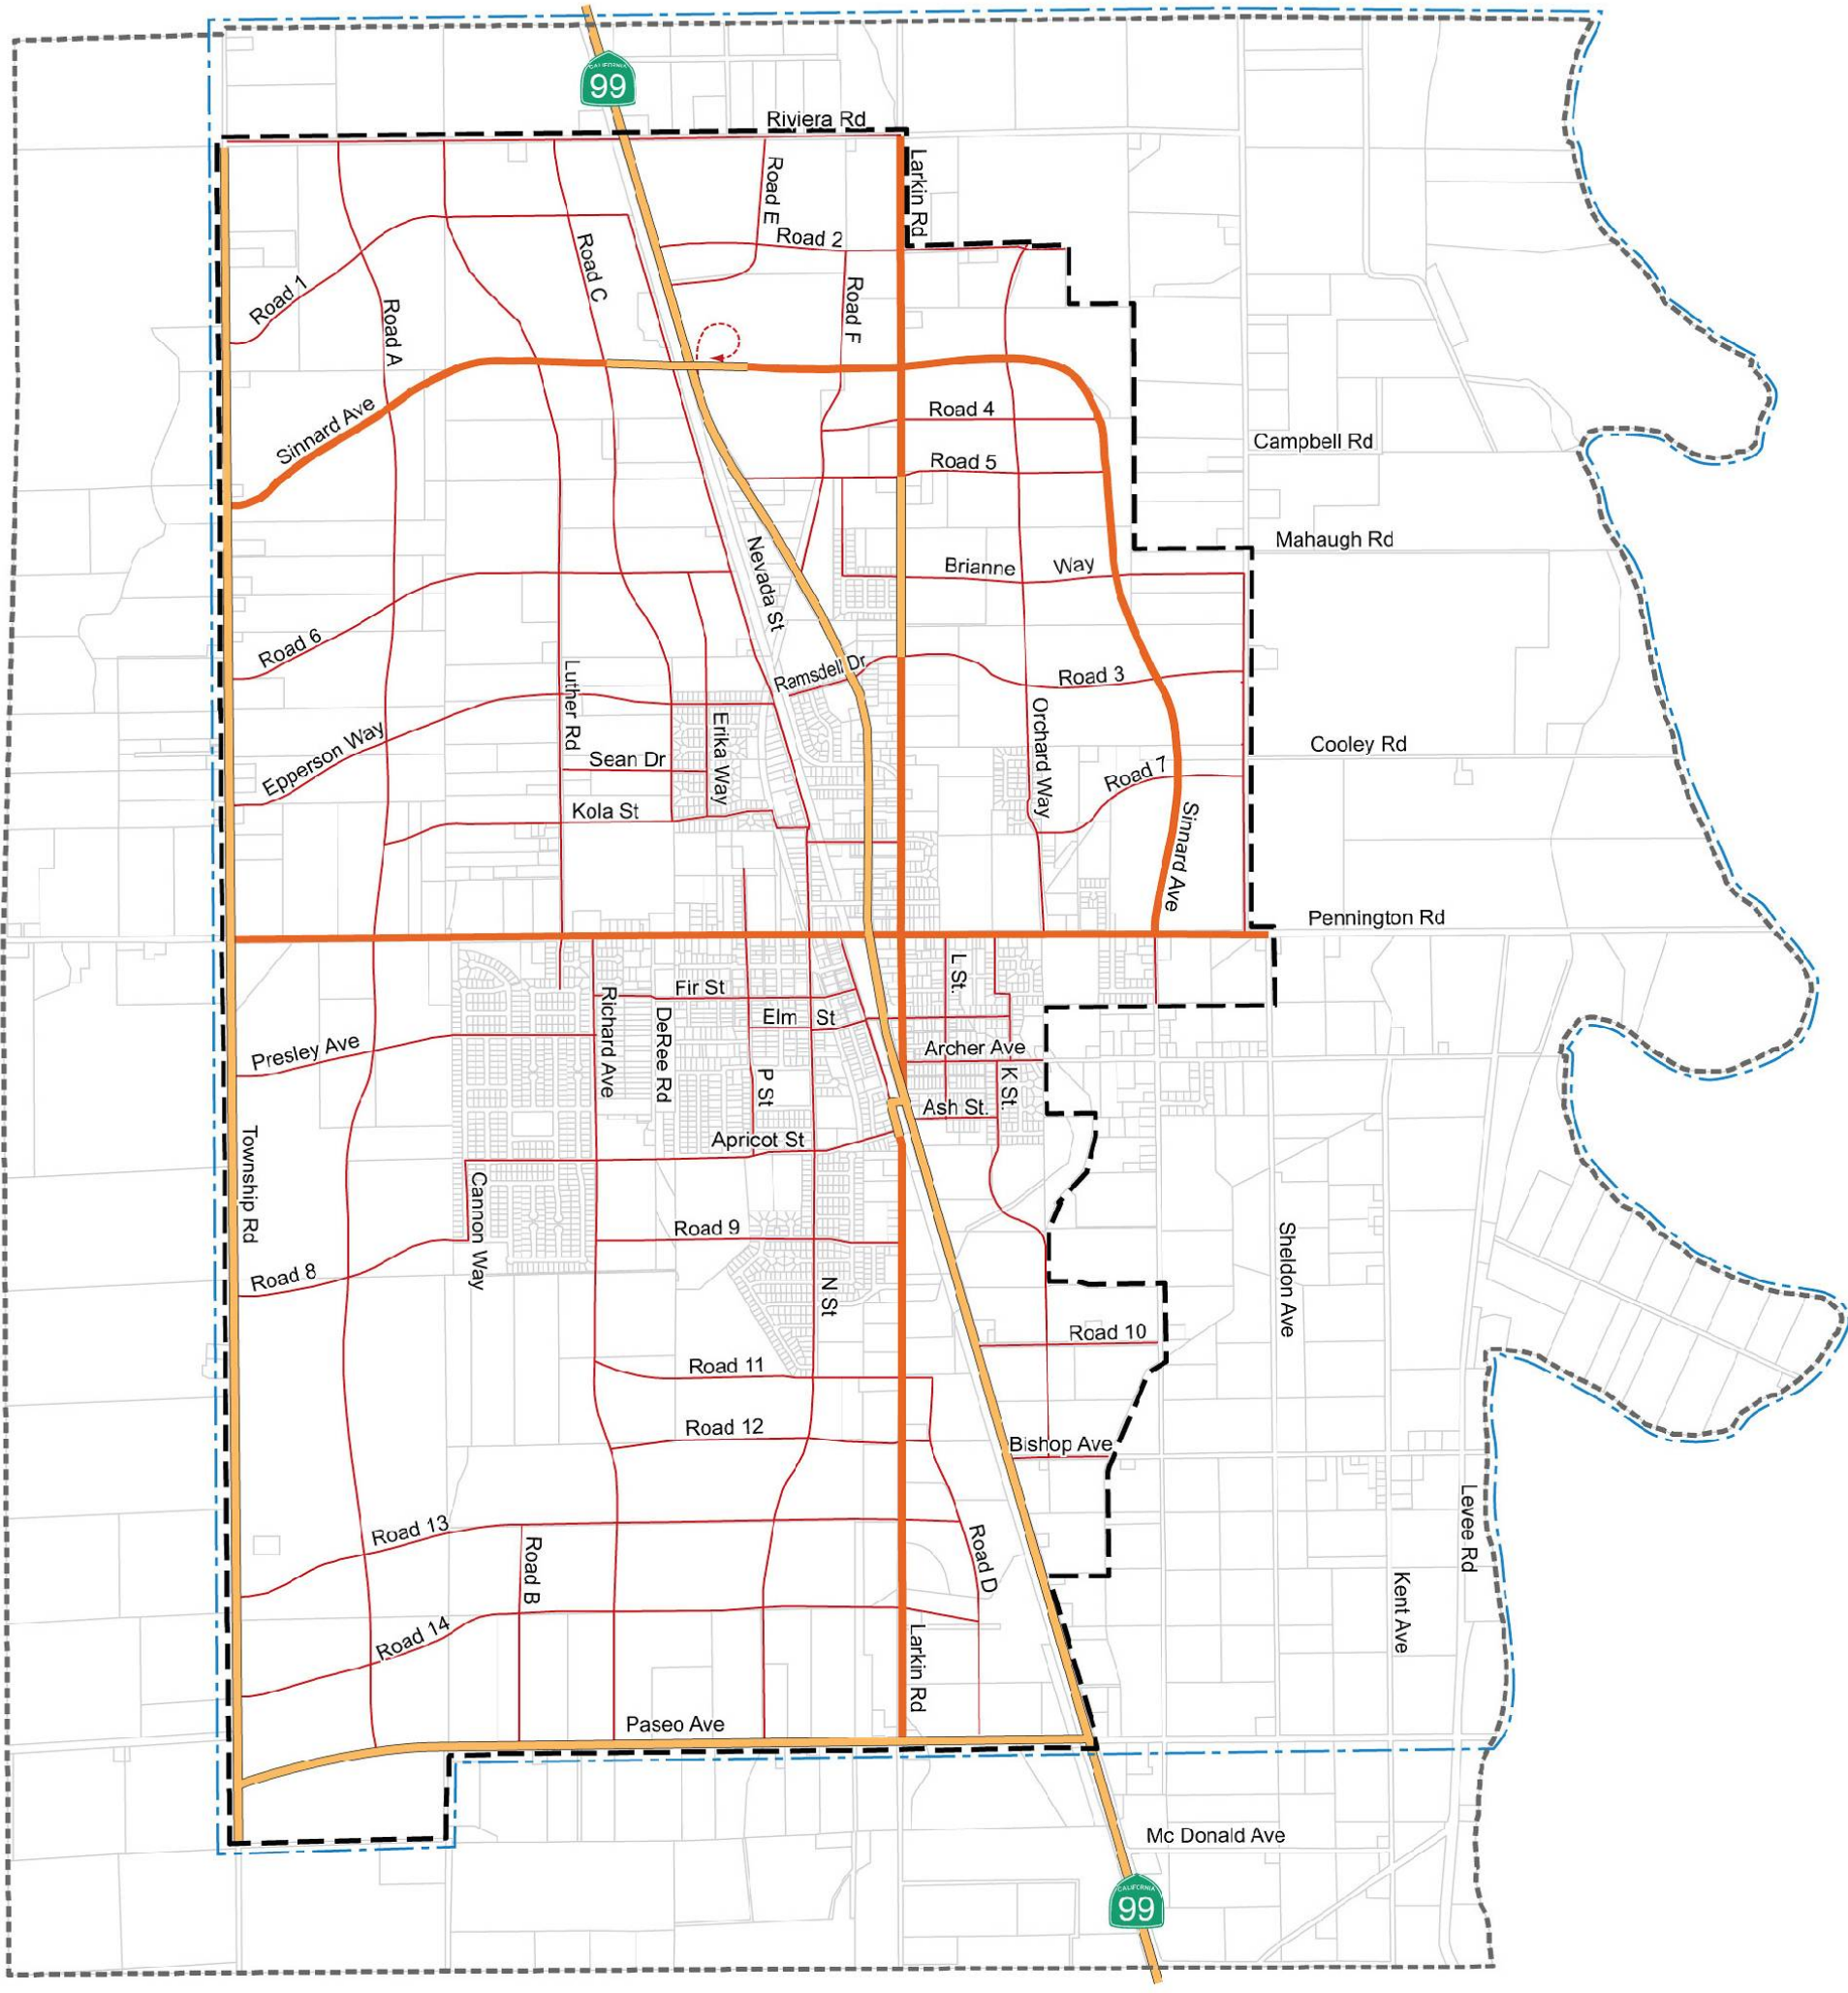 CALIFORNIA
99
Riviera Rd
Larkin Rd
Road E
Road 2
Road C
Road 1
Road A
Road F
Sinnard Ave
Road 4
Campbell Rd
Road 5
Mahaugh Rd
Nevada St
Brianne Way
Road 6
Ramsdell Dr
Road 3
Luther Rd
Erika Way
Orchard Way
Epperson Way
Cooley Rd
Sean Dr
Road 7
Kola St
Sinnard Ave
Pennington Rd
L St.
Fir St
Richard Ave
DeRee Rd
Elm St
Presley Ave
Archer Ave
P St
K St.
Ash St.
Township Rd
Apricot St
Cannon Way
Road 9
Sheldon Ave
Road 8
N St
Road 10
Road 11
Road 12
Bishop Ave
Levee Rd
Road 13
Road B
Road D
Kent Ave
Road 14
Larkin Rd
Paseo Ave
Mc Donald Ave
CALIFORNIA
99